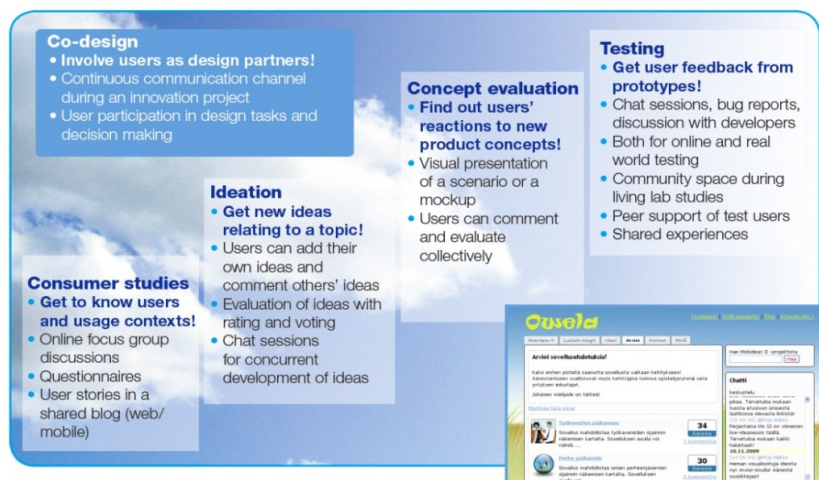 Co-design
• Involve users as design partners!
• Continuous communication channel
during an innovation project
• User participation in design tasks and
decision making
Ideation
• Get new ideas
relating to a topic!
• Users can add their
own ideas and
comment others' ideas
• Evaluation of ideas with
rating and voting
• Chat sessions
for concurrent
development of ideas
Consumer studies
• Get to know users
and usage contexts!
• Online focus group
discussions
• Questionnaires
• User stories in a
shared blog (web/
mobile)
Concept evaluation
• Find out users'
reactions to new
product concepts!
• Visual presentation
of a scenario or a
mockup
• Users can comment
and evaluate
collectively
Testing
• Get user feedback from
prototypes!
• Chat sessions, bug reports,
discussion with developers
• Both for online and real
world testing
• Community space during
living lab studies
• Peer support of test users
• Shared experiences
Owela
Arvioi sovellusehdotuksia!
34
30
Chatti
10.11.2009